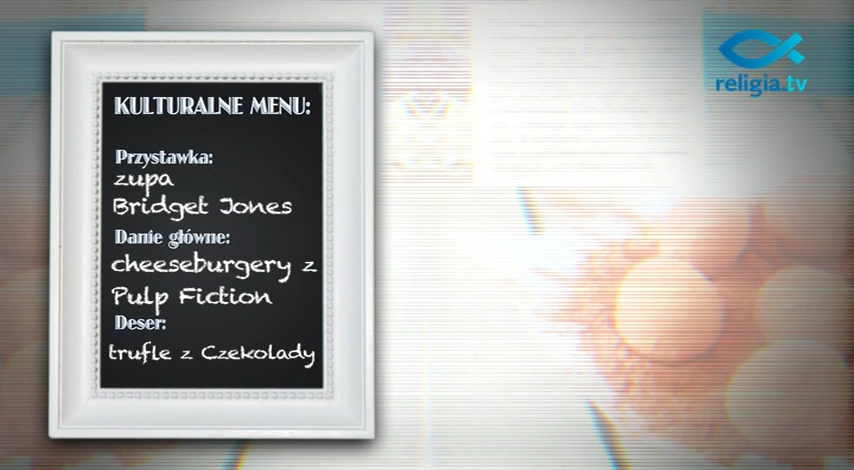 religia.tv
KULTURALNE MENU:
Przystawka:
zupa
Bridget Jones
Danie główne:
cheeseburgery z
Pulp Fiction
Deser:
trufle z Czekolady